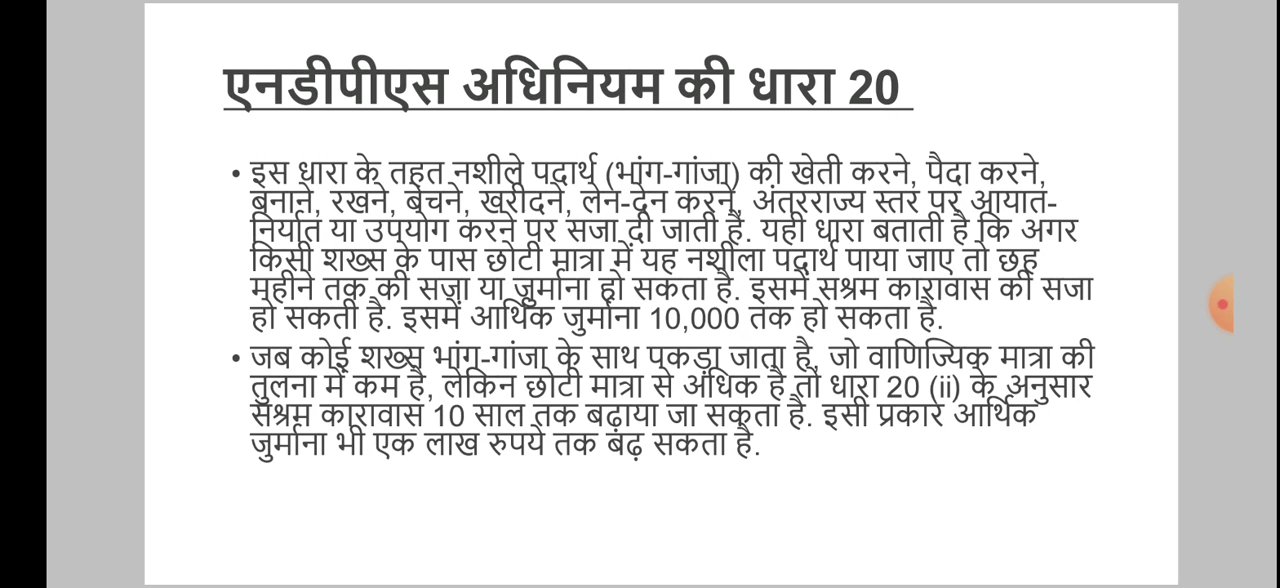 एनडीपीएस अधिनियम की धारा 20
• इस धारा के तहत नशीले पदार्थ (भांग-गांजा) की खेती करने, पैदा करने,
बनाने, रखने, बेचने, खरीदने, लेन-देन करने, अंतरराज्य स्तर पर आयात-
निर्यात या उपयोग करने पर सजा दी जाती है. यही धारा बताती है कि अगर
किसी शख्स के पास छोटी मात्रा में यह नशीला पदार्थ पाया जाए तो छह
महीने तक की सजा या जुर्माना हो सकता है. इसमें सश्रम कारावास की सजा
हो सकती है. इसमें आर्थिक जुर्माना 10,000 तक हो सकता है.
• जब कोई शख्स भांग-गांजा के साथ पकड़ा जाता है, जो वाणिज्यिक मात्रा की
तुलना में कम है, लेकिन छोटी मात्रा से अधिक है तो धारा 20 (ii) के अनुसार
सश्रम कारावास 10 साल तक बढ़ाया जा सकता है. इसी प्रकार आर्थिक
जुर्माना भी एक लाख रुपये तक बढ़ सकता है.